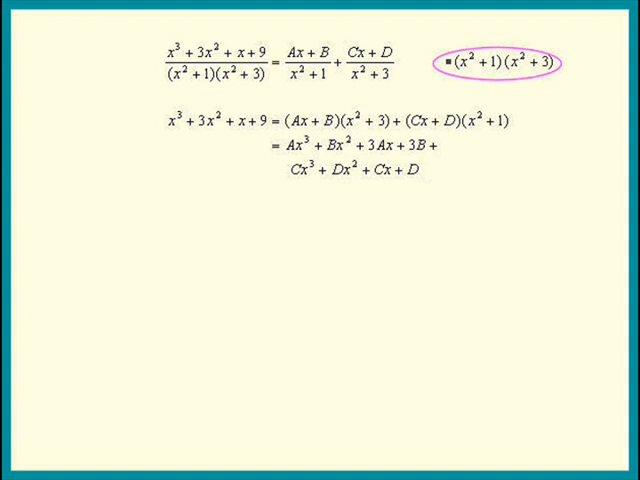 x³ + 3x² + x + 9 / (x² + 1)(x² + 3) = Ax + B / x² + 1 + Cx + D / x² + 3 ▪(x² + 1)(x² + 3)
x³ + 3x² + x + 9 = (Ax + B)(x² + 3) + (Cx + D)(x² + 1)
= Ax³ + Bx² + 3Ax + 3B +
Cx³ + Dx² + Cx + D